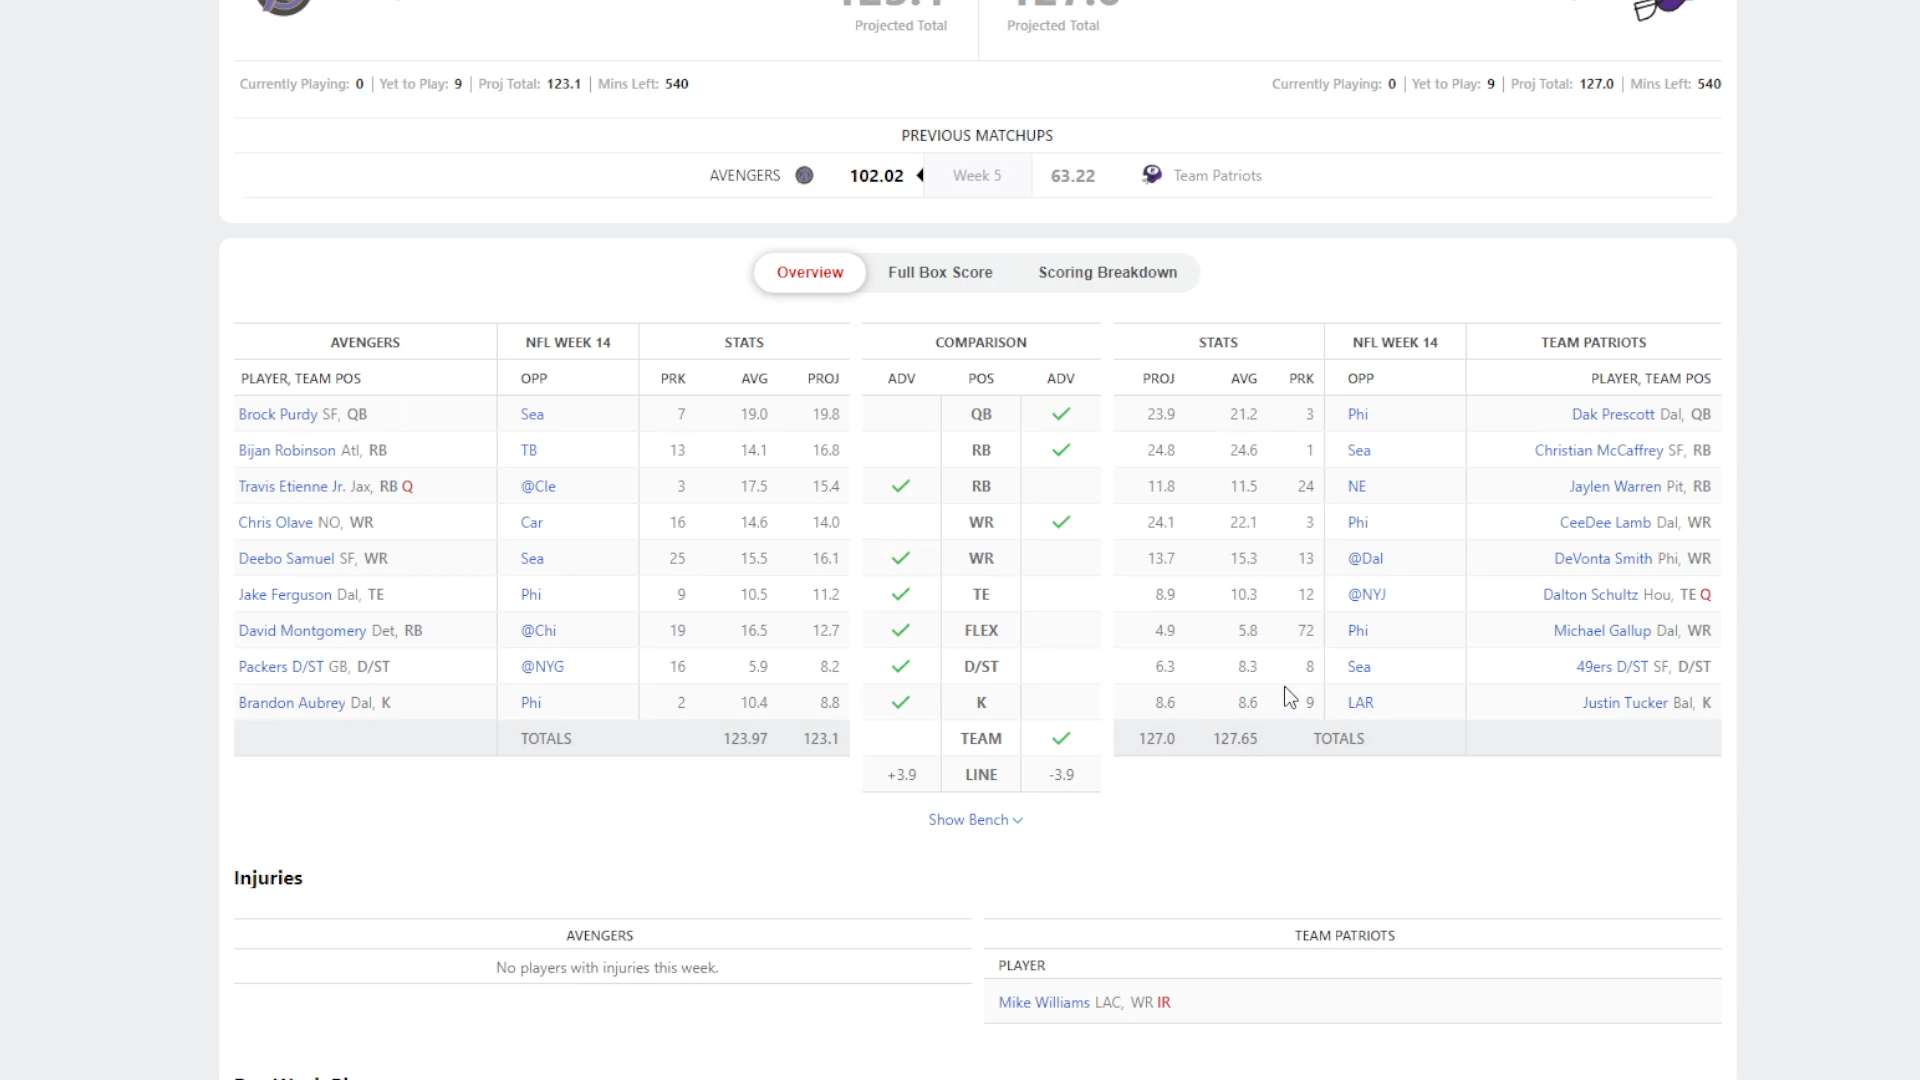 123.1 127.0
Projected Total Projected Total
Currently Playing: 0 | Yet to Play: 9 | Proj Total: 123.1 | Mins Left: 540 Currently Playing: 0 | Yet to Play: 9 | Proj Total: 127.0 | Mins Left: 540
PREVIOUS MATCHUPS
AVENGERS 102.02 Week 5 63.22 Team Patriots
Overview Full Box Score Scoring Breakdown
AVENGERS NFL WEEK 14 STATS COMPARISON STATS NFL WEEK 14 TEAM PATRIOTS
PLAYER, TEAM POS OPP PRK AVG PROJ ADV POS ADV PROJ AVG PRK OPP PLAYER, TEAM POS
Brock Purdy SF, QB Sea 7 19.0 19.8 QB 23.9 21.2 3 Phi Dak Prescott Dal, QB
Bijan Robinson Atl, RB TB 13 14.1 16.8 RB 24.8 24.6 1 Sea Christian McCaffrey SF, RB
Travis Etienne Jr. Jax, RB Q @Cle 3 17.5 15.4 RB 11.8 11.5 24 NE Jaylen Warren Pit, RB
Chris Olave NO, WR Car 16 14.6 14.0 WR 24.1 22.1 3 Phi CeeDee Lamb Dal, WR
Deebo Samuel SF, WR Sea 25 15.5 16.1 WR 13.7 15.3 13 @Dal DeVonta Smith Phi, WR
Jake Ferguson Dal, TE Phi 9 10.5 11.2 TE 8.9 10.3 12 @NYJ Dalton Schultz Hou, TE Q
David Montgomery Det, RB @Chi 19 16.5 12.7 FLEX 4.9 5.8 72 Phi Michael Gallup Dal, WR
Packers D/ST GB, D/ST @NYG 16 5.9 8.2 D/ST 6.3 8.3 8 Sea 49ers D/ST SF, D/ST
Brandon Aubrey Dal, K Phi 2 10.4 8.8 K 8.6 8.6 9 LAR Justin Tucker Bal, K
TOTALS 123.97 123.1 TEAM 127.0 127.65 TOTALS
+3.9 LINE -3.9
Show Bench
Injuries
AVENGERS TEAM PATRIOTS
No players with injuries this week. PLAYER
Mike Williams LAC, WR IR